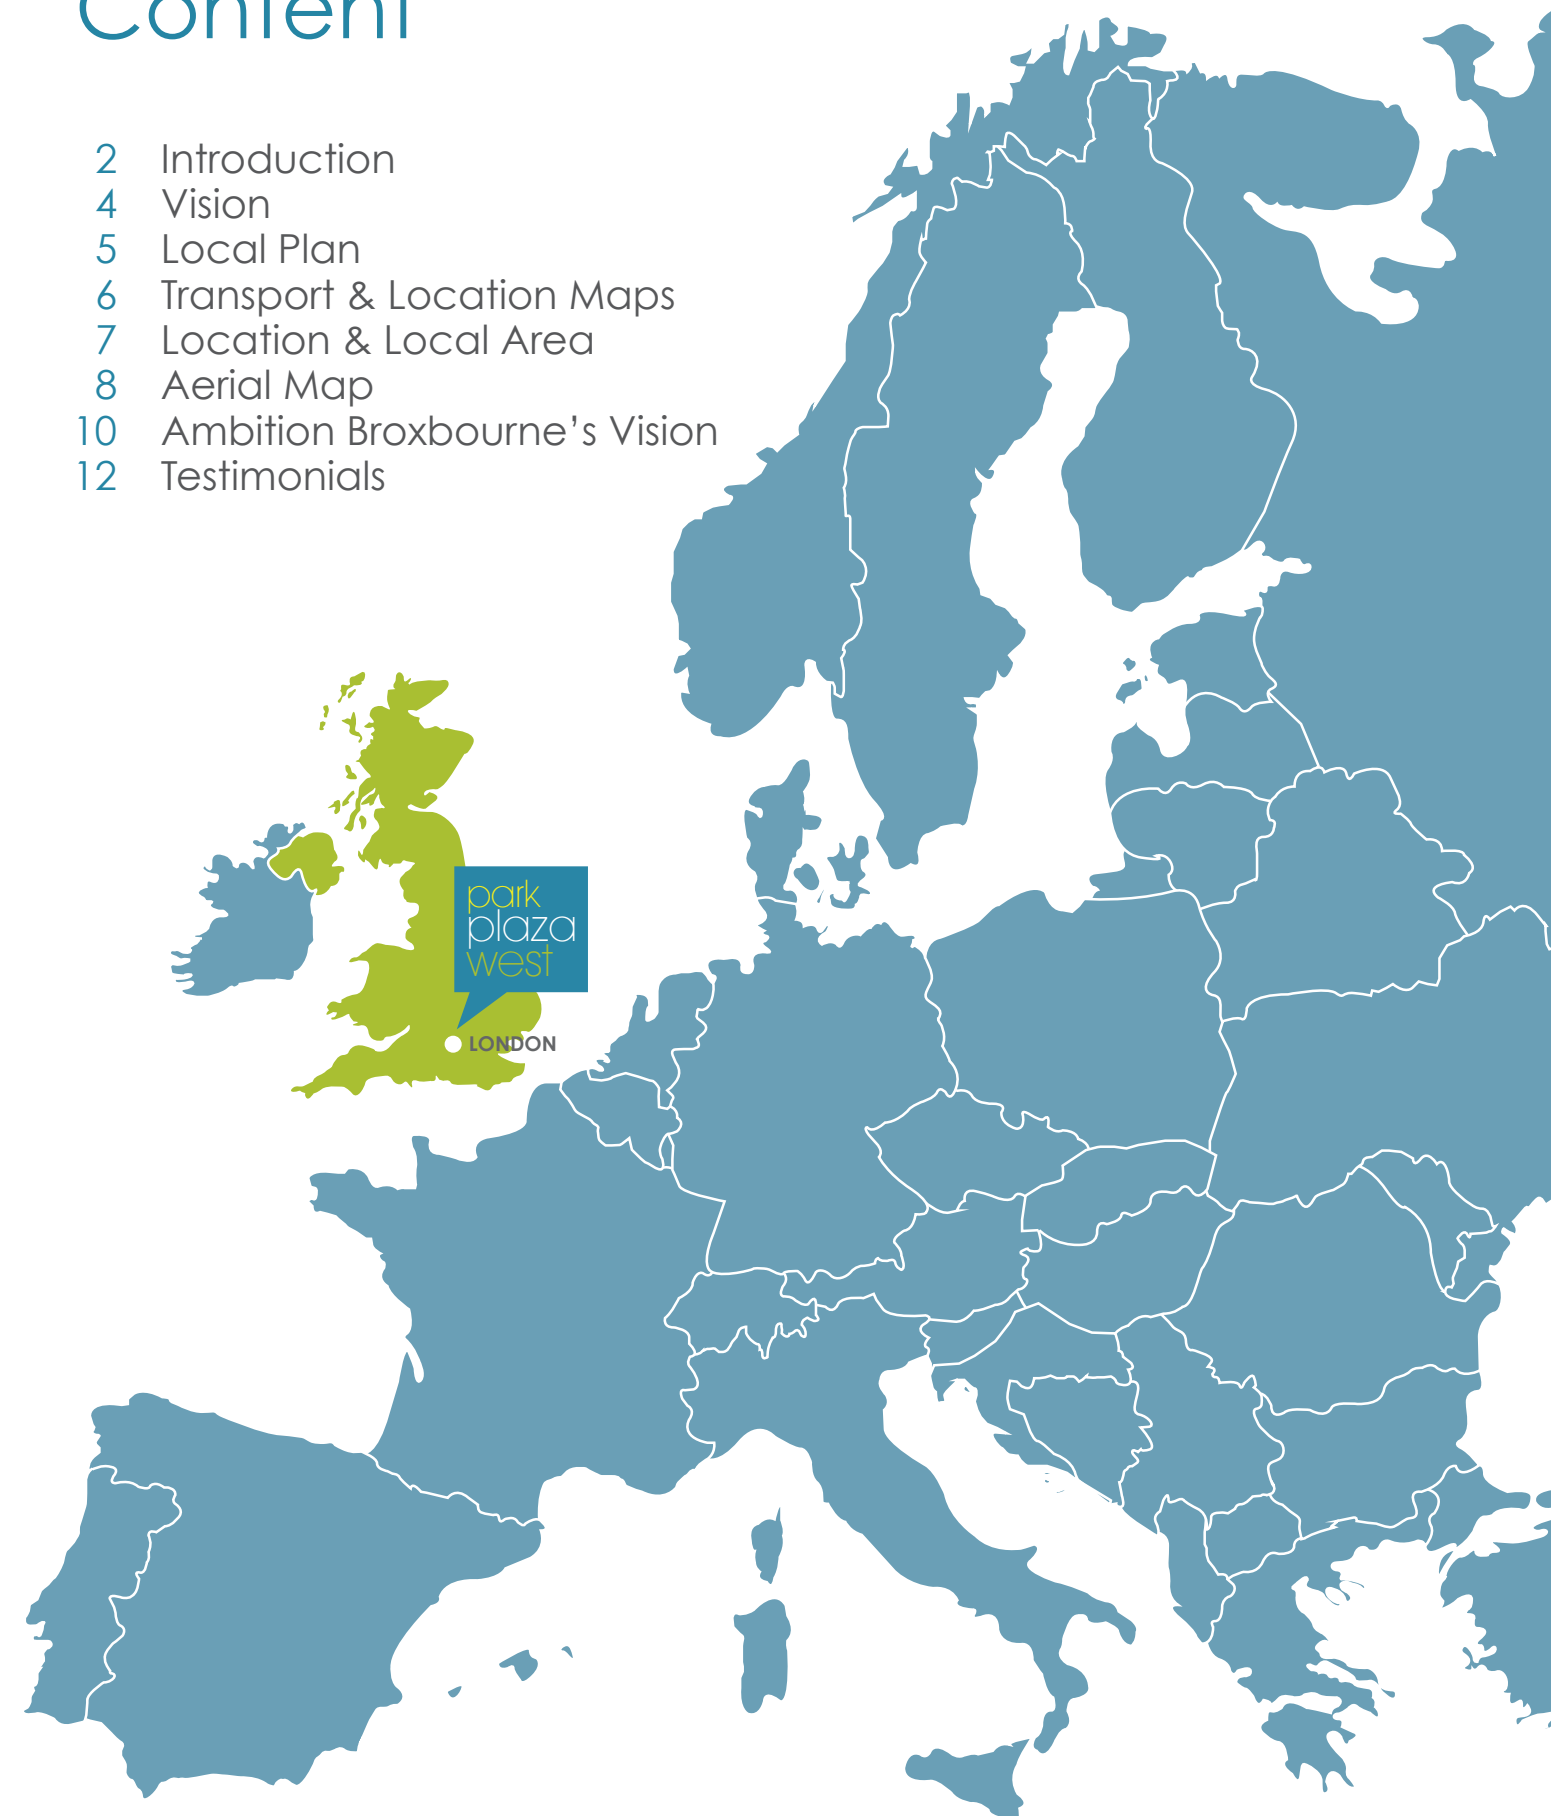 Content
2 Introduction
4 Vision
5 Local Plan
6 Transport & Location Maps
7 Location & Local Area
8 Aerial Map
10 Ambition Broxbourne’s Vision
12 Testimonials
park
plaza
west
LONDON